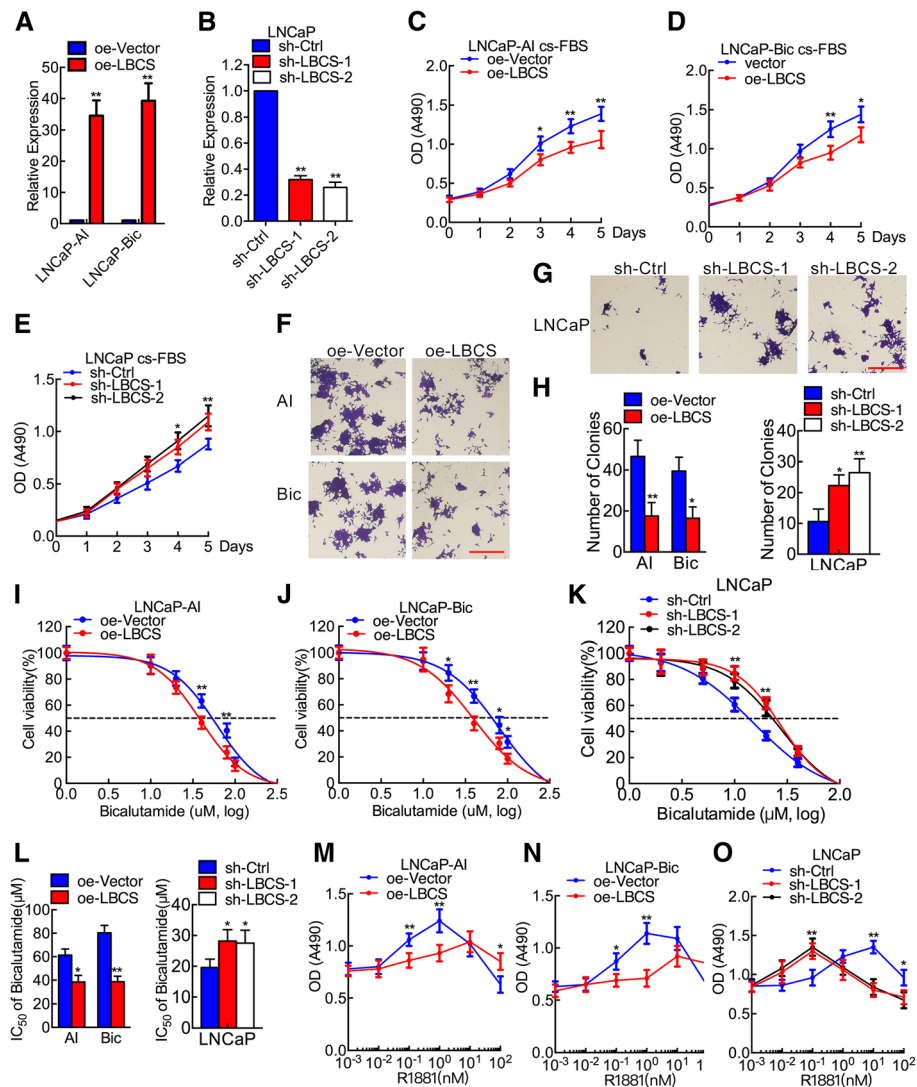 A
oe-Vector
oe-LBCS
Relative Expression
50
40
30
20
10
0
**
**
LNCaP-AI
LNCaP-Bic
B
LNCaP
sh-Ctrl
sh-LBCS-1
sh-LBCS-2
Relative Expression
1.2
1.0
0.8
0.6
0.4
0.2
0.0
**
**
sh-Ctrl
sh-LBCS-1
sh-LBCS-2
C
LNCaP-AI cs-FBS
oe-Vector
oe-LBCS
OD (A490)
2.0
1.5
1.0
0.5
0.0
*
**
**
0 1 2 3 4 5 Days
D
LNCaP-Bic cs-FBS
vector
oe-LBCS
OD (A490)
2.0
1.5
1.0
0.5
0.0
**
*
0 1 2 3 4 5 Days
E
LNCaP cs-FBS
sh-Ctrl
sh-LBCS-1
sh-LBCS-2
OD (A490)
1.5
1.0
0.5
0.0
*
**
0 1 2 3 4 5 Days
F
oe-Vector oe-LBCS
AI
Bic
G
sh-Ctrl sh-LBCS-1 sh-LBCS-2
LNCaP
H
oe-Vector
oe-LBCS
Number of Clonies
60
40
20
0
**
*
AI Bic
sh-Ctrl
sh-LBCS-1
sh-LBCS-2
Number of Clonies
40
30
20
10
0
*
**
LNCaP
I
LNCaP-AI
oe-Vector
oe-LBCS
Cell viability(%)
120
100
80
60
40
20
0
**
**
0.0 0.5 1.0 1.5 2.0 2.5
Bicalutamide (uM, log)
J
LNCaP-Bic
oe-Vector
oe-LBCS
Cell viability(%)
120
100
80
60
40
20
0
*
**
*
*
0.0 0.5 1.0 1.5 2.0 2.5
Bicalutamide (uM, log)
K
LNCaP
sh-Ctrl
sh-LBCS-1
sh-LBCS-2
Cell viability(%)
120
100
80
60
40
20
0
**
**
0.0 0.5 1.0 1.5 2.0
Bicalutamide (μM, log)
L
oe-Vector
oe-LBCS
IC50 of Bicalutamide(μM)
100
80
60
40
20
0
*
**
AI Bic
sh-Ctrl
sh-LBCS-1
sh-LBCS-2
IC50 of Bicalutamide(μM)
40
30
20
10
0
*
*
LNCaP
M
LNCaP-AI
oe-Vector
oe-LBCS
OD (A490)
1.5
1.0
0.5
0.0
**
**
*
10-3 10-2 10-1 100 101 102
R1881(nM)
N
LNCaP-Bic
oe-Vector
oe-LBCS
OD (A490)
1.5
1.0
0.5
0.0
*
**
10-3 10-2 10-1 100 101
R1881(nM)
O
LNCaP
sh-Ctrl
sh-LBCS-1
sh-LBCS-2
OD (A490)
2.0
1.5
1.0
0.5
0.0
**
**
*
10-3 10-2 10-1 100 101 102
R1881(nM)